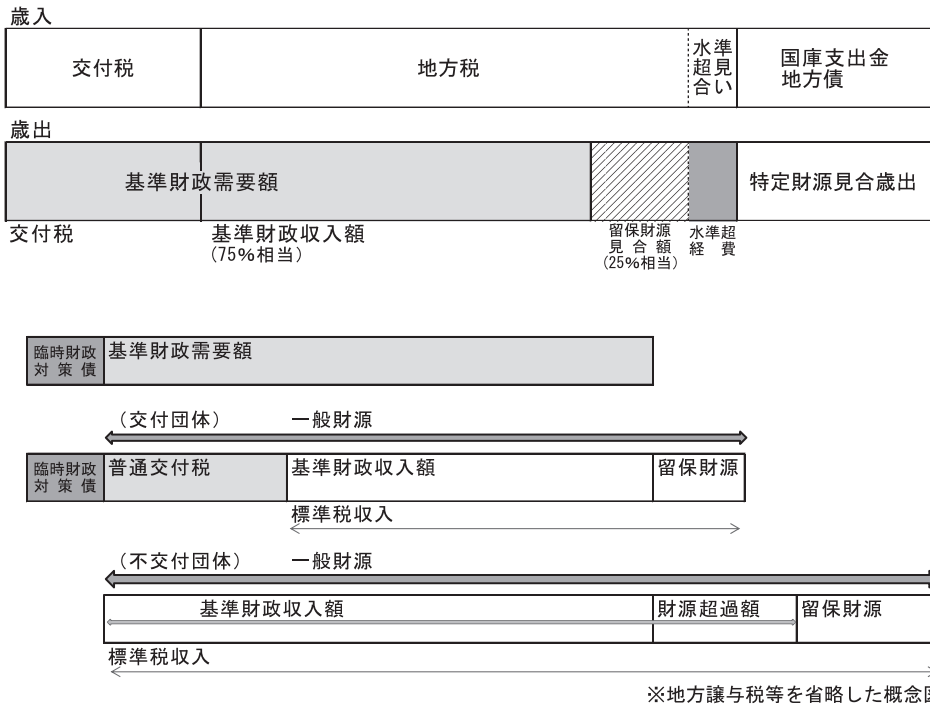 歳入
交付税
地方税
水準
超見
合い
国庫支出金
地方債
歳出
基準財政需要額
特定財源見合歳出
交付税
基準財政収入額
(75%相当)
留保財源
見合額
(25%相当)
水準超
経費
臨時財政
対策債
基準財政需要額
(交付団体)
一般財源
臨時財政
対策債
普通交付税
基準財政収入額
留保財源
標準税収入
(不交付団体)
一般財源
基準財政収入額
財源超過額
留保財源
標準税収入
※地方譲与税等を省略した概念図